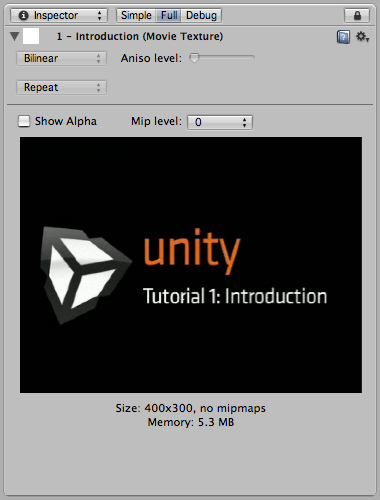 Inspector Simple Full Debug
1 - Introduction (Movie Texture)
Bilinear Aniso level:
Repeat
Show Alpha Mip level: 0
unity
Tutorial 1: Introduction
Size: 400x300, no mipmaps
Memory: 5.3 MB